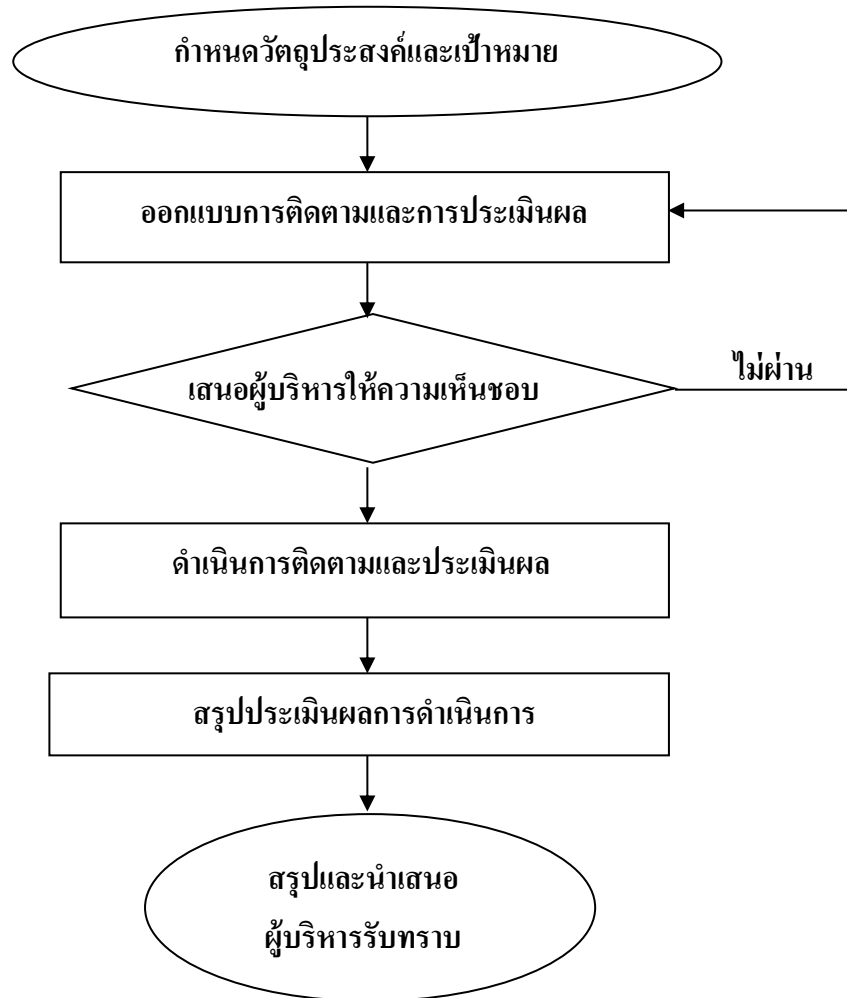 กำหนดวัตถุประสงค์และเป้าหมาย
ออกแบบการติดตามและการประเมินผล
เสนอผู้บริหารให้ความเห็นชอบ
ไม่ผ่าน
ดำเนินการติดตามและประเมินผล
สรุปประเมินผลการดำเนินการ
สรุปและนำเสนอ
ผู้บริหารรับทราบ